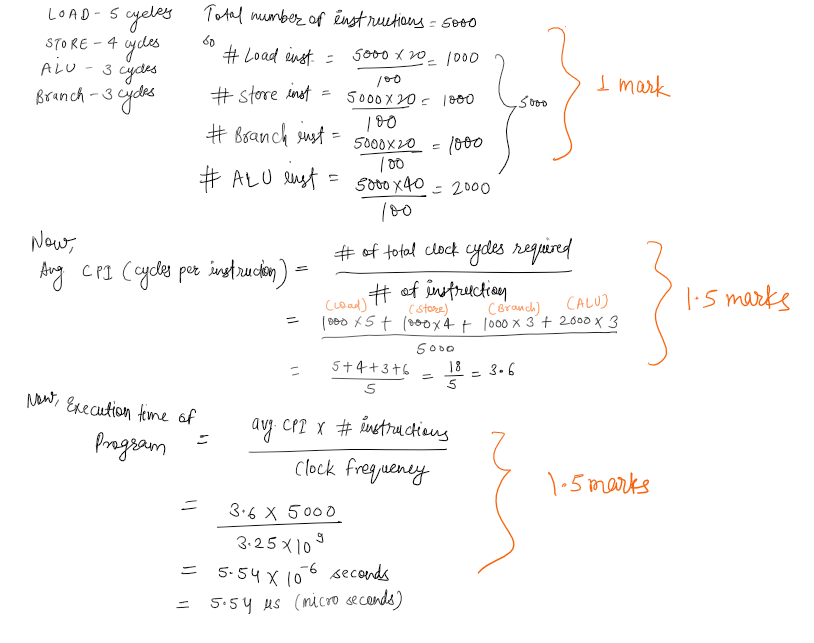 LOAD - 5 cycles Total number of instructions = 5000
STORE - 4 cycles so # Load inst = 5000 x 20 / 100 = 1000
ALU - 3 cycles
Branch - 3 cycles # Store inst = 5000 x 20 / 100 = 1000 5000 1 mark
# Branch inst = 5000x20 / 100 = 1000
# ALU inst = 5000 x40 / 100 = 2000
Now,
Avg CPI (cycles per instruction) = # of total clock cycles required / # of instruction
(Load) (Store) (Branch) (ALU) 1.5 marks
= 1000 x 5 + 1000 x 4 + 1000 x 3 + 2000 x 3 / 5000
= 5+4+3+6 / 5 = 18 / 5 = 3.6
Now, Execution time of
Program = avg. CPI x # instructions / Clock frequency
1.5 marks
= 3.6 x 5000 / 3.25 x 10^9
= 5.54 x 10^-6 seconds
= 5.54 us (micro seconds)